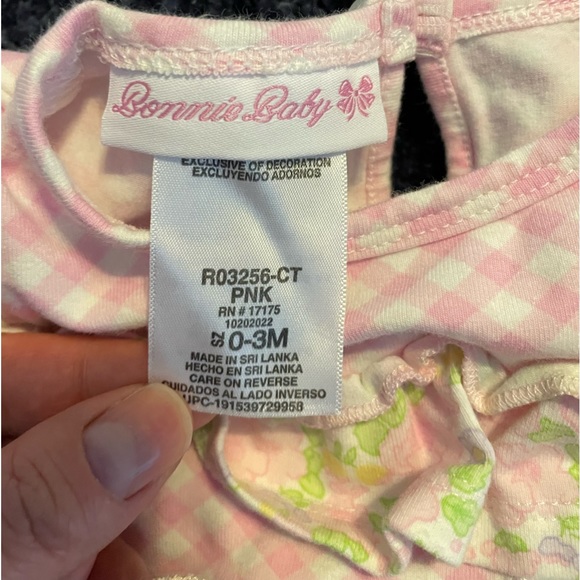 Bonnie Baby
EXCLUSIVE OF DECORATION
EXCLUYENDO ADORNOS
R03256-CT
PNK
RN # 17175
10202022
SZ 0-3M
MADE IN SRI LANKA
HECHO EN SRI LANKA
CARE ON REVERSE
CUIDADOS AL LADO INVERSO
UPC-191539729958